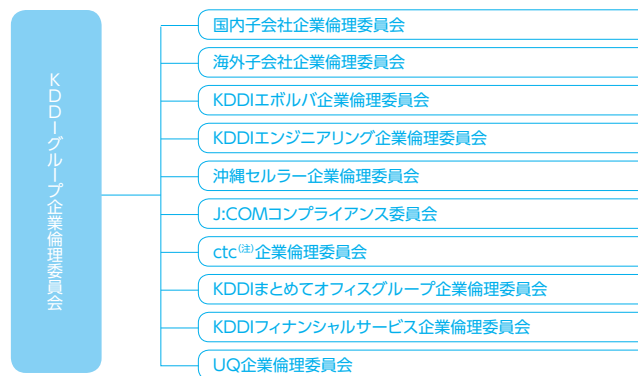 KDDIグループ企業倫理委員会
国内子会社企業倫理委員会
海外子会社企業倫理委員会
KDDIエボルバ企業倫理委員会
KDDIエンジニアリング企業倫理委員会
沖縄セルラー企業倫理委員会
J:COMコンプライアンス委員会
ctc(注)企業倫理委員会
KDDIまとめてオフィスグループ企業倫理委員会
KDDIフィナンシャルサービス企業倫理委員会
UQ企業倫理委員会